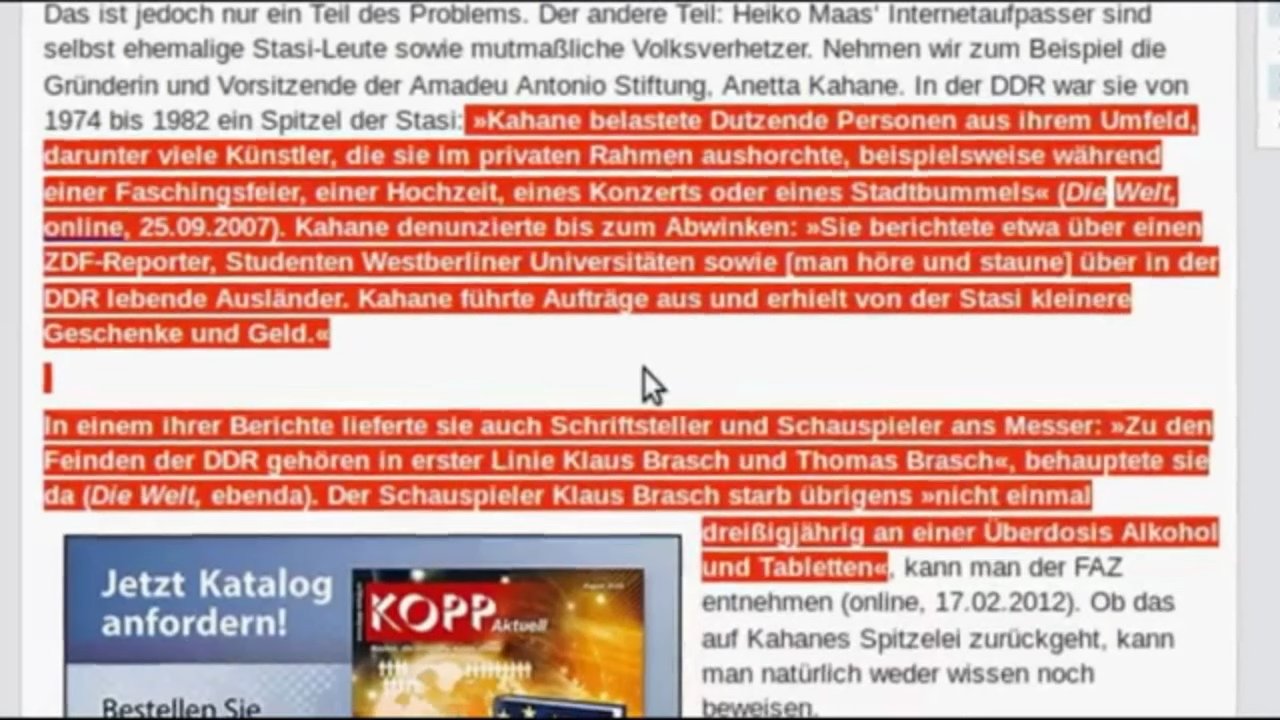 Das ist jedoch nur ein Teil des Problems. Der andere Teil: Heiko Maas' Internetaufpasser sind
selbst ehemalige Stasi-Leute sowie mutmaßliche Volksverhetzer. Nehmen wir zum Beispiel die
Gründerin und Vorsitzende der Amadeu Antonio Stiftung, Anetta Kahane. In der DDR war sie von
1974 bis 1982 ein Spitzel der Stasi: »Kahane belastete Dutzende Personen aus ihrem Umfeld,
darunter viele Künstler, die sie im privaten Rahmen aushorchte, beispielsweise während
einer Faschingsfeier, einer Hochzeit, eines Konzerts oder eines Stadtbummels« (Die Welt,
online, 25.09.2007). Kahane denunzierte bis zum Abwinken: »Sie berichtete etwa über einen
ZDF-Reporter, Studenten Westberliner Universitäten sowie [man höre und staune] über in der
DDR lebende Ausländer. Kahane führte Aufträge aus und erhielt von der Stasi kleinere
Geschenke und Geld.«
In einem ihrer Berichte lieferte sie auch Schriftsteller und Schauspieler ans Messer: »Zu den
Feinden der DDR gehören in erster Linie Klaus Brasch und Thomas Brasch«, behauptete sie
da (Die Welt, ebenda). Der Schauspieler Klaus Brasch starb übrigens »nicht einmal
dreißigjährig an einer Überdosis Alkohol
und Tabletten«, kann man der FAZ
entnehmen (online, 17.02.2012). Ob das
auf Kahanes Spitzelei zurückgeht, kann
man natürlich weder wissen noch
beweisen.
Jetzt Katalog
anfordern!
Bestellen Sie
KOPP
Aktuell